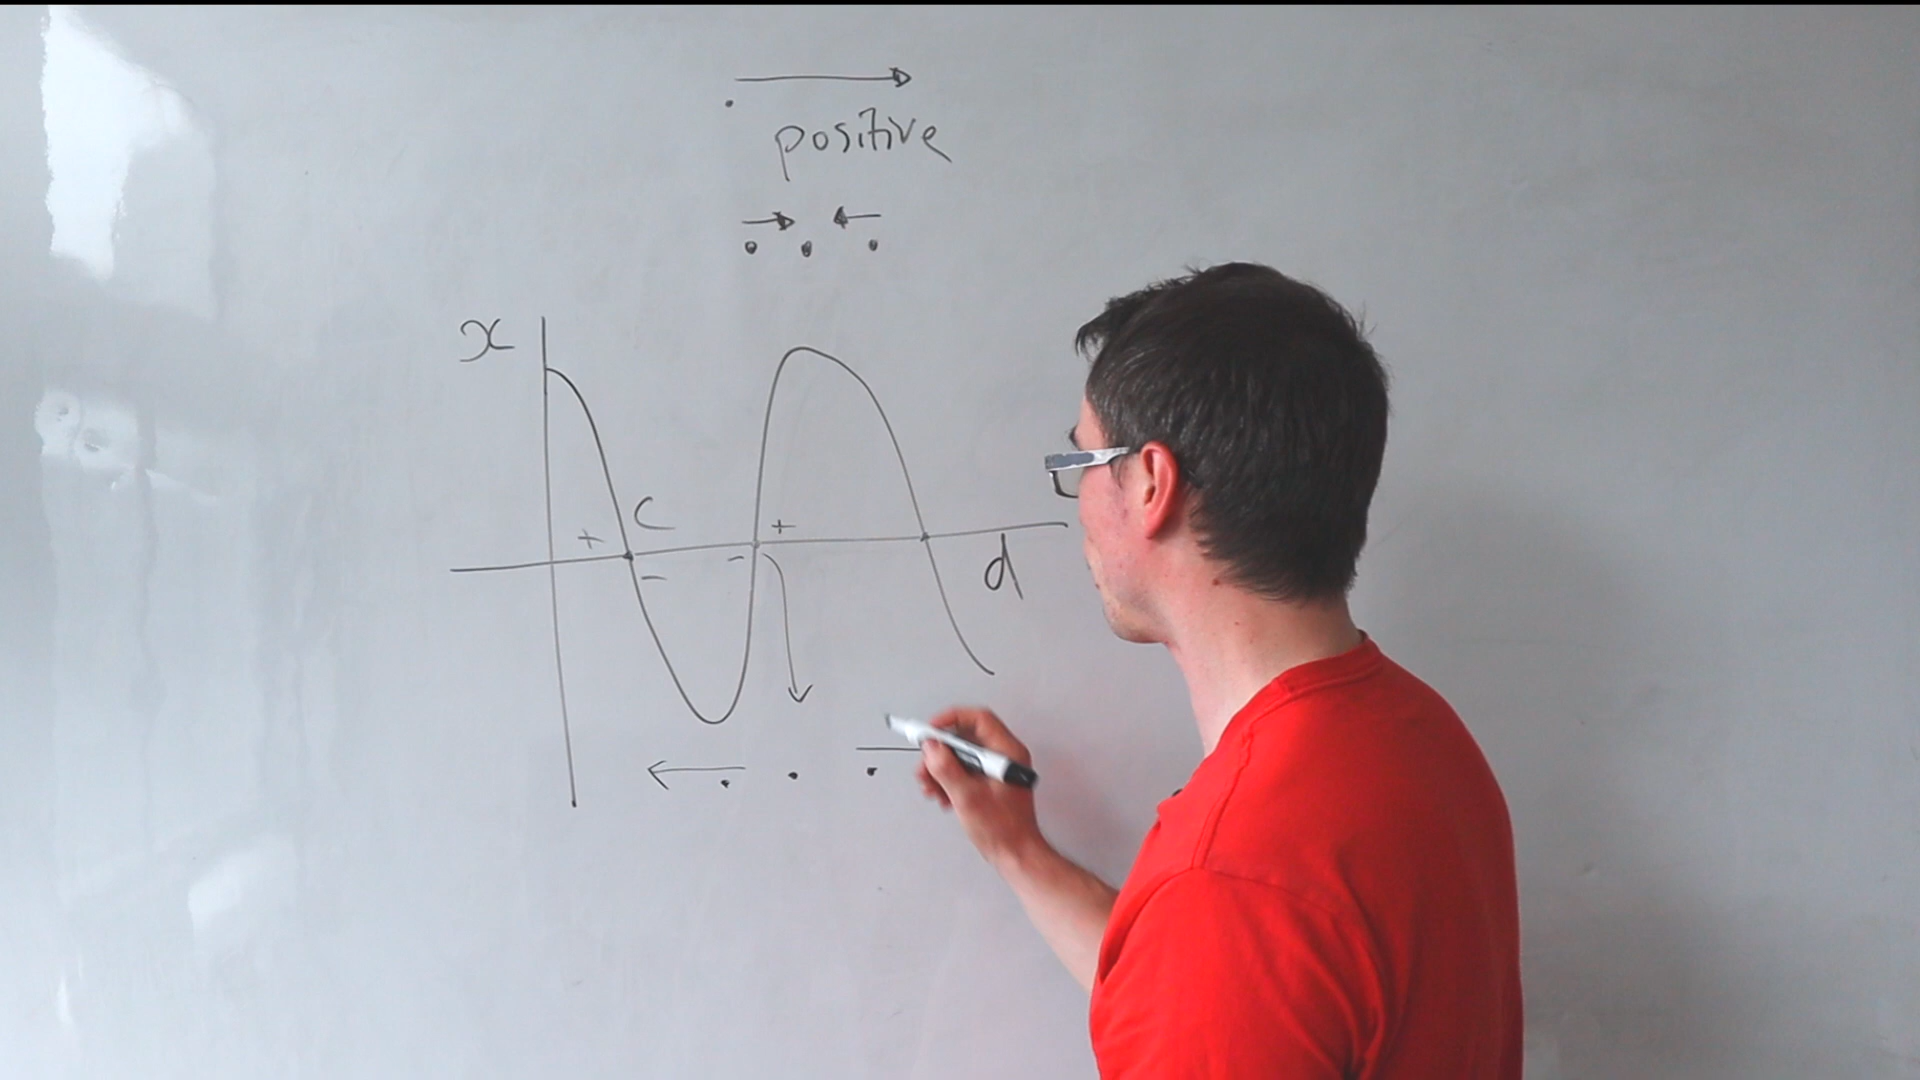 positive
x
C
+ +
− −
d